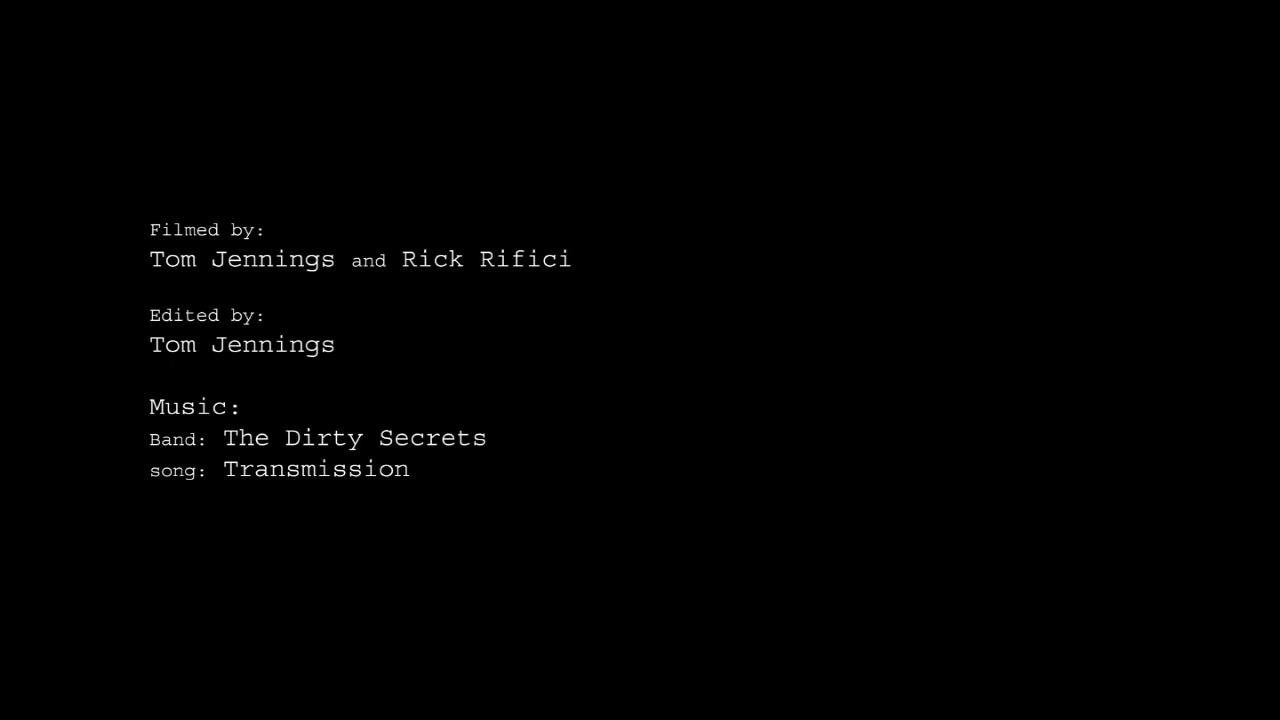 Filmed by:
Tom Jennings and Rick Rifici
Edited by:
Tom Jennings
Music:
Band: The Dirty Secrets
song: Transmission